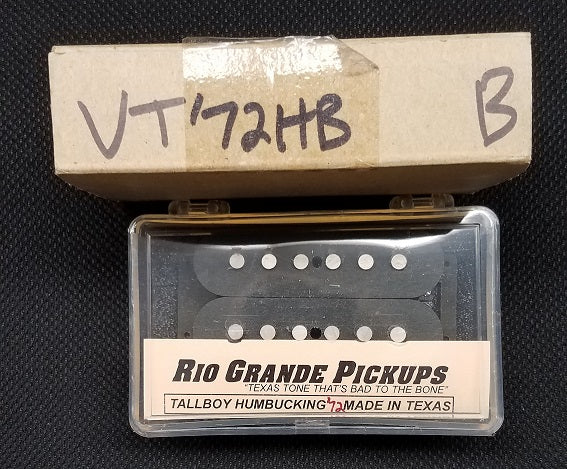 VT'72HB B
RIO GRANDE PICKUPS
"TEXAS TONE THAT'S BAD TO THE BONE"
TALLBOY HUMBUCKING '72 MADE IN TEXAS